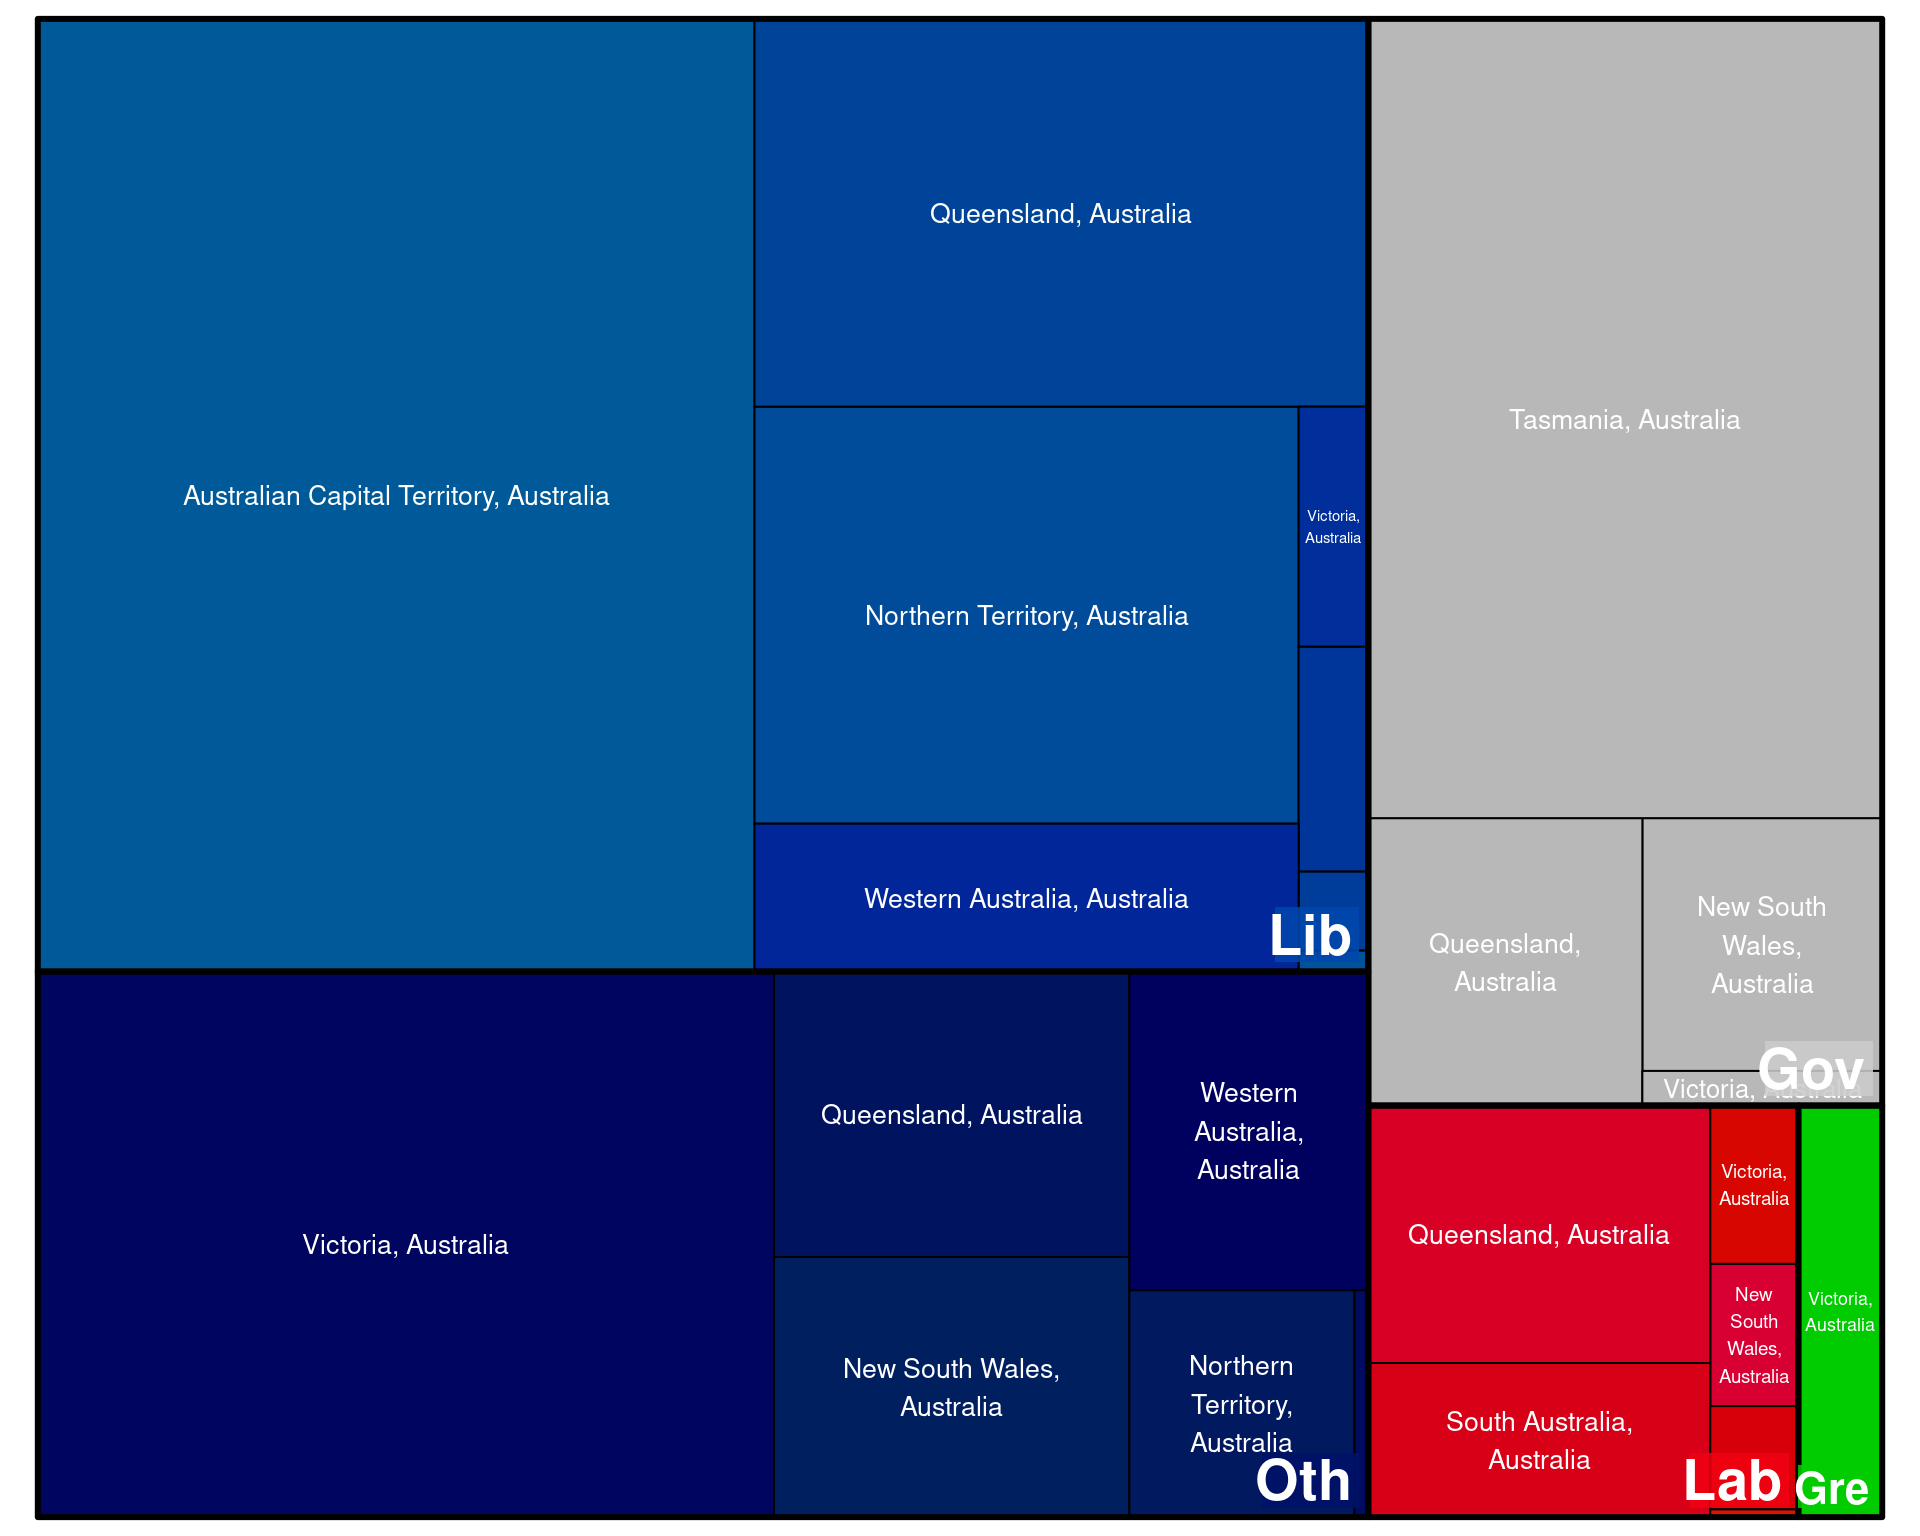 Australian Capital Territory, Australia
Queensland, Australia
Northern Territory, Australia
Victoria,
Australia
Western Australia, Australia
Lib
Tasmania, Australia
Queensland,
Australia
New South
Wales,
Australia
Victoria, Australia
Gov
Victoria, Australia
Queensland, Australia
New South Wales,
Australia
Western
Australia,
Australia
Northern
Territory,
Australia
Oth
Queensland, Australia
South Australia,
Australia
Victoria,
Australia
New
South
Wales,
Australia
Lab
Victoria,
Australia
Gre